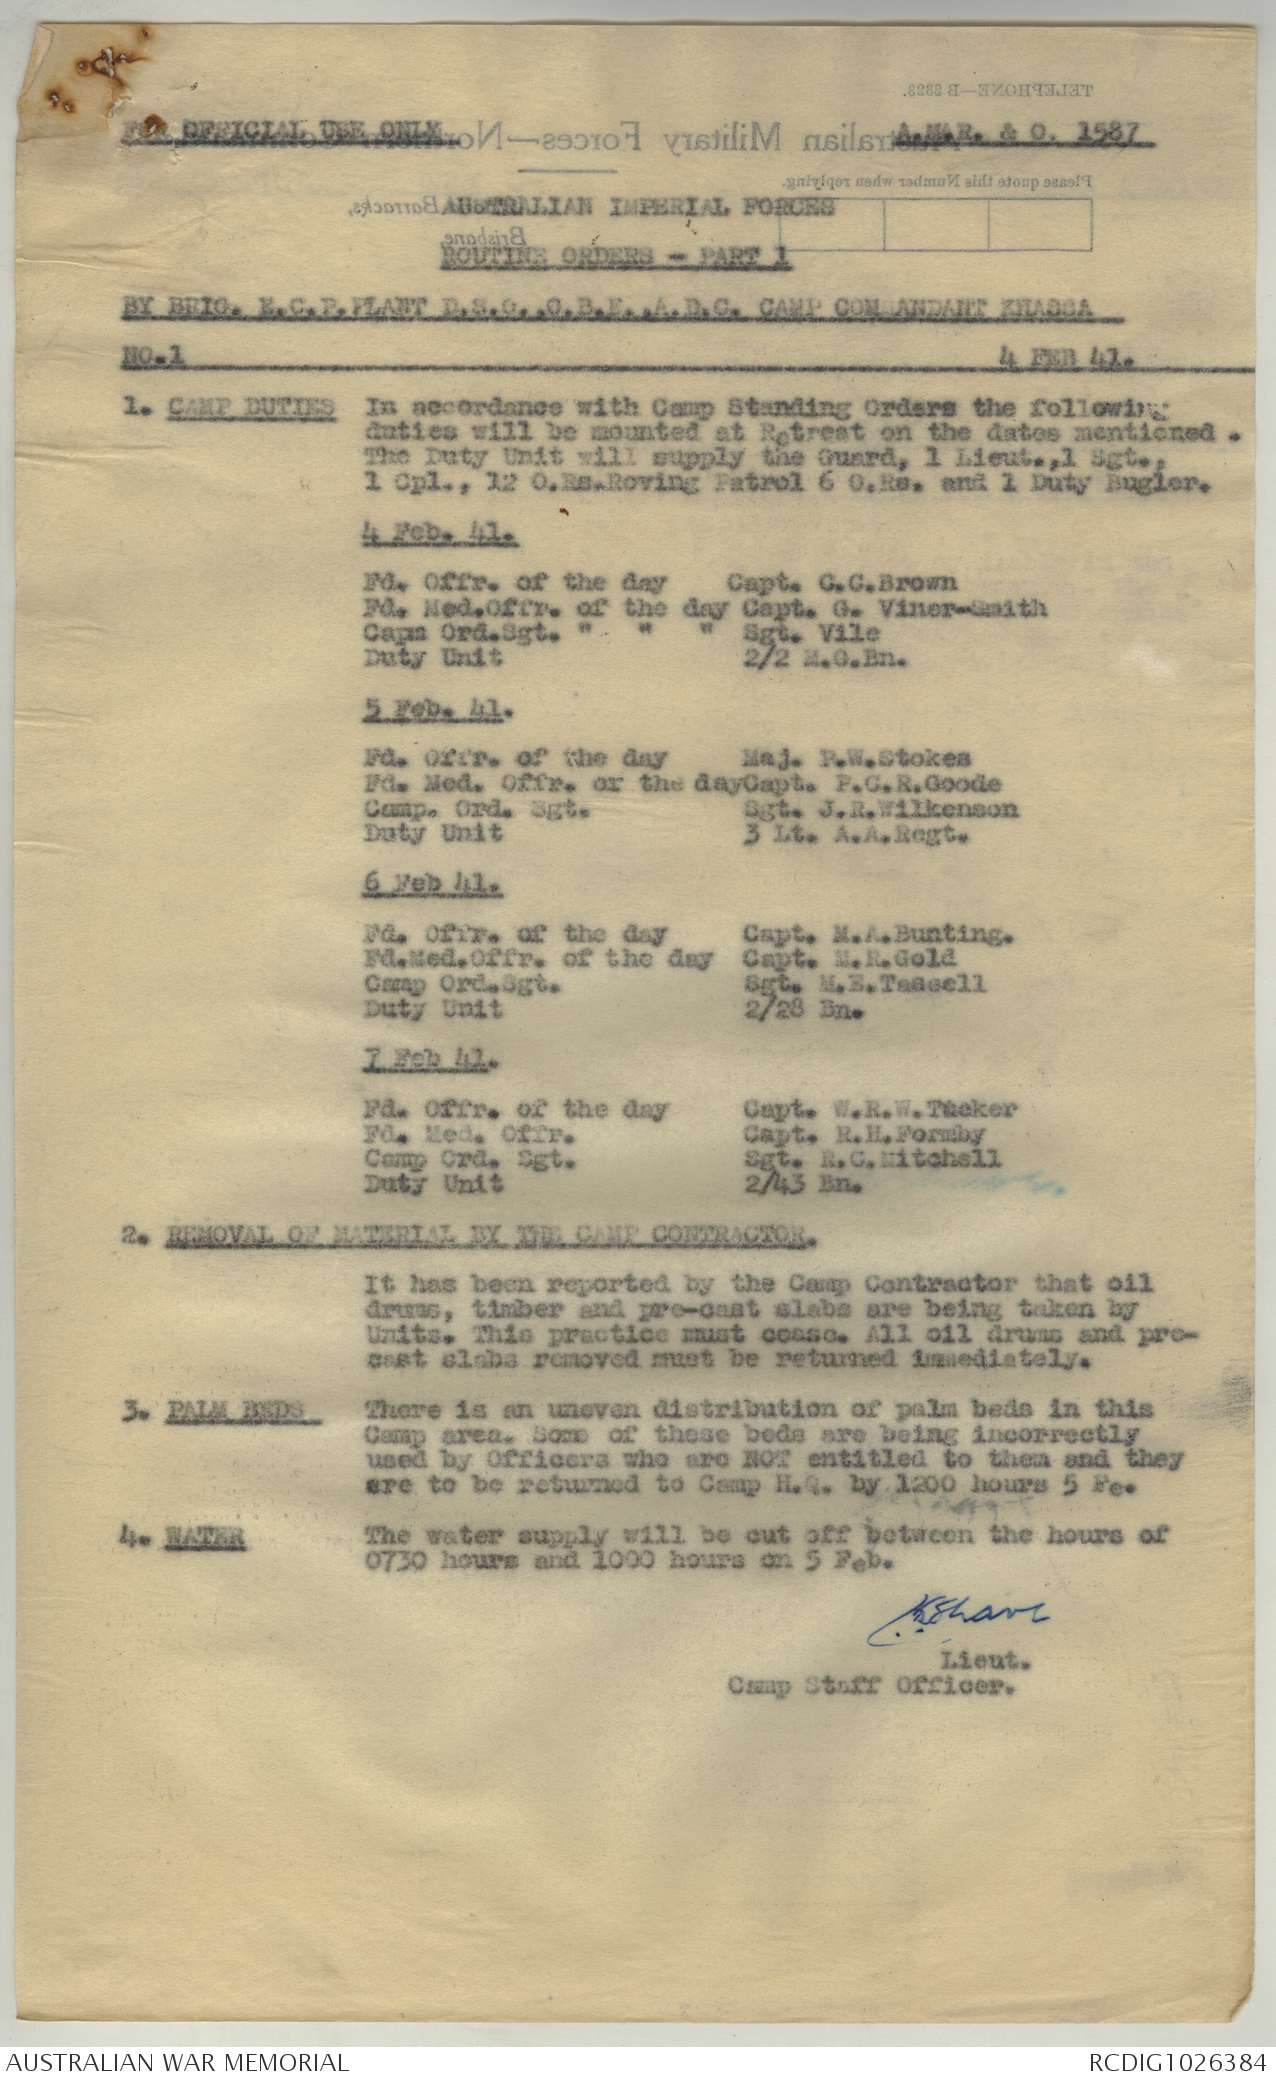 FOR OFFICIAL USE ONLY. A.M.R. & O. 1587
AUSTRALIAN IMPERIAL FORCES
ROUTINE ORDERS - PART 1
BY BRIG. E.C.P.PLANT D.S.O.,O.B.E.,A.D.C. CAMP COMMANDANT KHASSA
NO.1 4 FEB 41.
1. CAMP DUTIES In accordance with Camp Standing Orders the following
duties will be mounted at Retreat on the dates mentioned .
The Duty Unit will supply the Guard, 1 Lieut.,1 Sgt.,
1 Cpl., 12 O.Rs.Roving Patrol 6 O.Rs. and 1 Duty Bugler.
4 Feb. 41.
Fd. Offr. of the day Capt. C.C.Brown
Fd. Med.Offr. of the day Capt. G. Viner-Smith
Camp Ord.Sgt. " " " Sgt. Vile
Duty Unit 2/2 M.G.Bn.
5 Feb. 41.
Fd. Offr. of the day Maj. P.W.Stokes
Fd. Med. Offr. of the day Capt. P.C.R.Goode
Camp. Ord. Sgt. Sgt. J.R.Wilkenson
Duty Unit 3 Lt. A.A.Regt.
6 Feb 41.
Fd. Offr. of the day Capt. M.A.Bunting.
Fd.Med.Offr. of the day Capt. M.R.Gold
Camp Ord.Sgt. Sgt. M.E.Tassell
Duty Unit 2/28 Bn.
7 Feb 41.
Fd. Offr. of the day Capt. W.R.W.Tucker
Fd. Med. Offr. Capt. R.H.Formby
Camp Ord. Sgt. Sgt. R.C.Mitchell
Duty Unit 2/43 Bn.
2. REMOVAL OF MATERIAL BY THE CAMP CONTRACTOR.
It has been reported by the Camp Contractor that oil
drums, timber and pre-cast slabs are being taken by
Units. This practice must cease. All oil drums and pre-
cast slabs removed must be returned immediately.
3. PALM BEDS There is an uneven distribution of palm beds in this
Camp area. Some of these beds are being incorrectly
used by Officers who are NOT entitled to them and they
are to be returned to Camp H.Q. by 1200 hours 5 Fe.
4. WATER The water supply will be cut off between the hours of
0730 hours and 1000 hours on 5 Feb.
Lieut.
Camp Staff Officer.
TELEPHONE—B 2323.
Australian Military Forces—
Please quote this Number when replying.
Barracks,
Brisbane
AUSTRALIAN WAR MEMORIAL RCDIG1026384